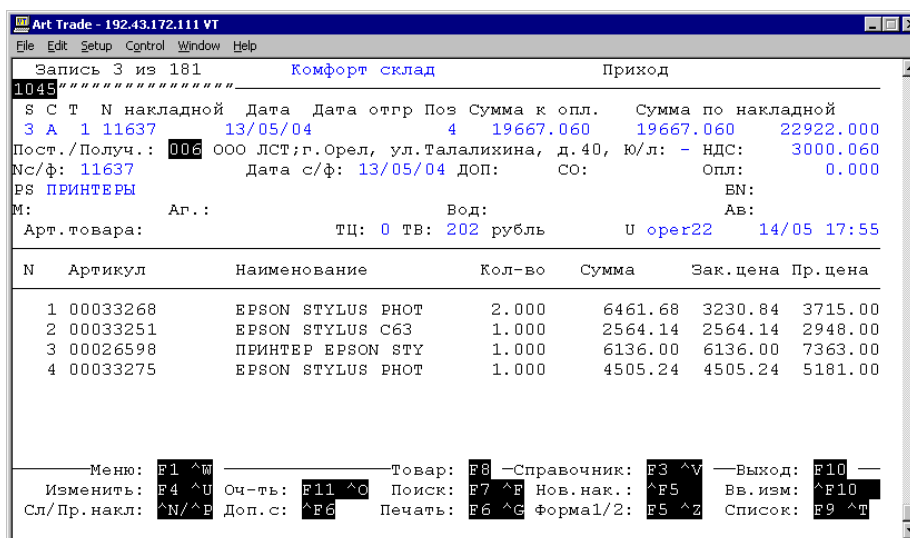 Art Trade - 192.43.172.111 VT
File Edit Setup Control Window Help
Запись 3 из 181 Комфорт склад Приход
1045""""""""""""""""
S C T N накладной Дата Дата отгр Поз Сумма к опл. Сумма по накладной
3 A 1 11637 13/05/04 4 19667.060 19667.060 22922.000
Пост./Получ.: 006 ООО ЛСТ;г.Орел, ул.Талалихина, д.40, Ю/л: - НДС: 3000.060
Nс/ф: 11637 Дата с/ф: 13/05/04 ДОП: СО: Опл: 0.000
PS ПРИНТЕРЫ BN:
М: Аг.: Вод: Ав:
Арт.товара: ТЦ: 0 ТВ: 202 рубль U oper22 14/05 17:55
N Артикул Наименование Кол-во Сумма Зак.цена Пр.цена
1 00033268 EPSON STYLUS PHOT 2.000 6461.68 3230.84 3715.00
2 00033251 EPSON STYLUS C63 1.000 2564.14 2564.14 2948.00
3 00026598 ПРИНТЕР EPSON STY 1.000 6136.00 6136.00 7363.00
4 00033275 EPSON STYLUS PHOT 1.000 4505.24 4505.24 5181.00
Меню: F1 ^W Товар: F8 Справочник: F3 ^V Выход: F10
Изменить: F4 ^U Оч-ть: F11 ^O Поиск: F7 ^F Нов.нак.: ^F5 Вв.изм: ^F10
Сл/Пр.накл: ^N/^P Доп.с: ^F6 Печать: F6 ^G Форма1/2: F5 ^Z Список: F9 ^T